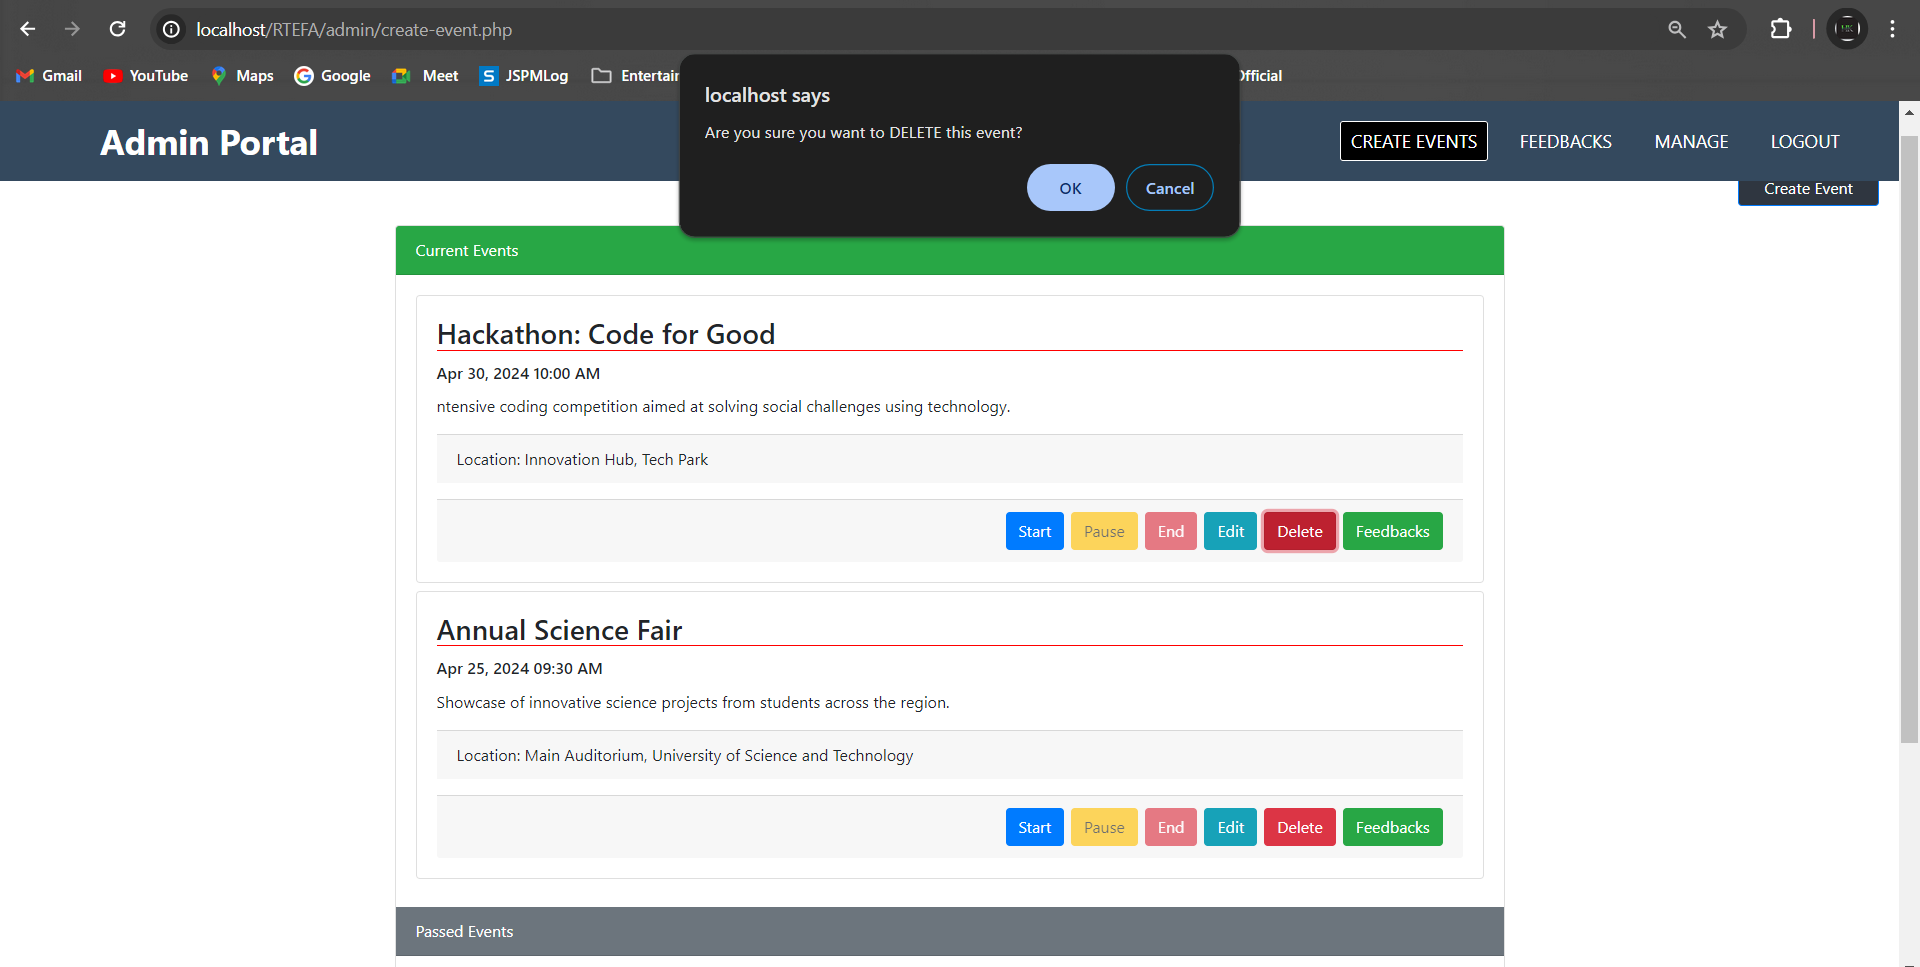 localhost/RTEFA/admin/create-event.php
Gmail YouTube Maps Google Meet S JSPMLog Entertai Official
localhost says
Are you sure you want to DELETE this event?
OK Cancel
Admin Portal
CREATE EVENTS FEEDBACKS MANAGE LOGOUT
Create Event
Current Events
Hackathon: Code for Good
Apr 30, 2024 10:00 AM
ntensive coding competition aimed at solving social challenges using technology.
Location: Innovation Hub, Tech Park
Start Pause End Edit Delete Feedbacks
Annual Science Fair
Apr 25, 2024 09:30 AM
Showcase of innovative science projects from students across the region.
Location: Main Auditorium, University of Science and Technology
Start Pause End Edit Delete Feedbacks
Passed Events